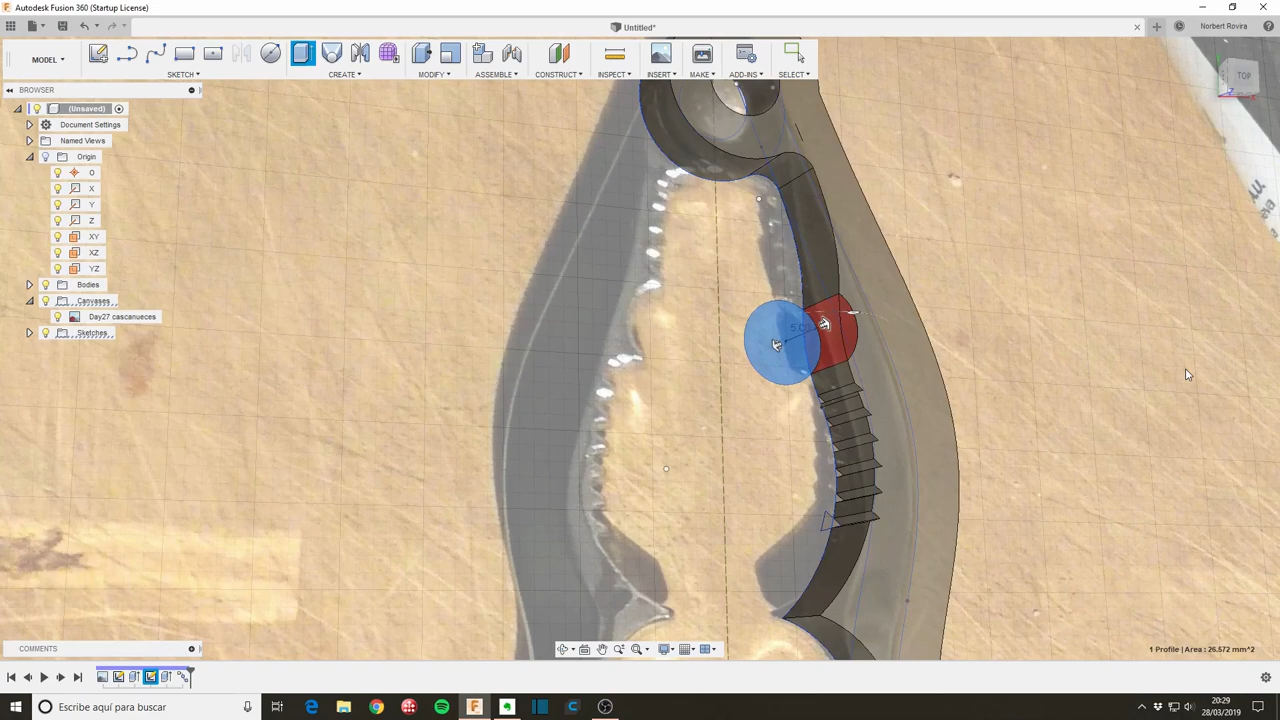 Autodesk Fusion 360 (Startup License)
Untitled*
Norbert Rovira
MODEL
SKETCH
CREATE
MODIFY
ASSEMBLE
CONSTRUCT
INSPECT
INSERT
MAKE
ADD-INS
SELECT
TOP
BROWSER
(Unsaved)
Document Settings
Named Views
Origin
O
X
Y
Z
XY
XZ
YZ
Bodies
Canvases
Day27 cascanueces
Sketches
COMMENTS
1 Profile | Area : 26.572 mm^2
Escribe aquí para buscar
20:29
28/03/2019